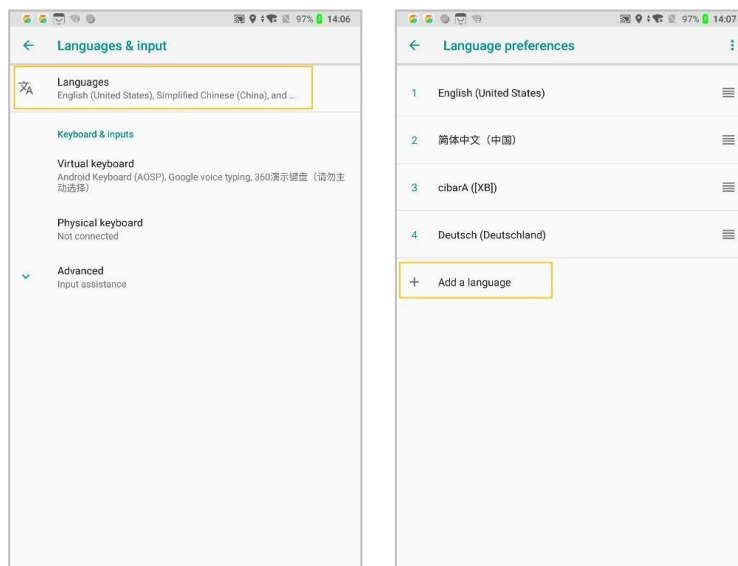 97% 14:06
Languages & input
Languages
English (United States), Simplified Chinese (China), and ...
Keyboard & inputs
Virtual keyboard
Android Keyboard (AOSP), Google voice typing, 360演示键盘（请勿主
动选择）
Physical keyboard
Not connected
Advanced
Input assistance
97% 14:07
Language preferences
1 English (United States)
2 简体中文（中国）
3 cibarA ([XB])
4 Deutsch (Deutschland)
+ Add a language